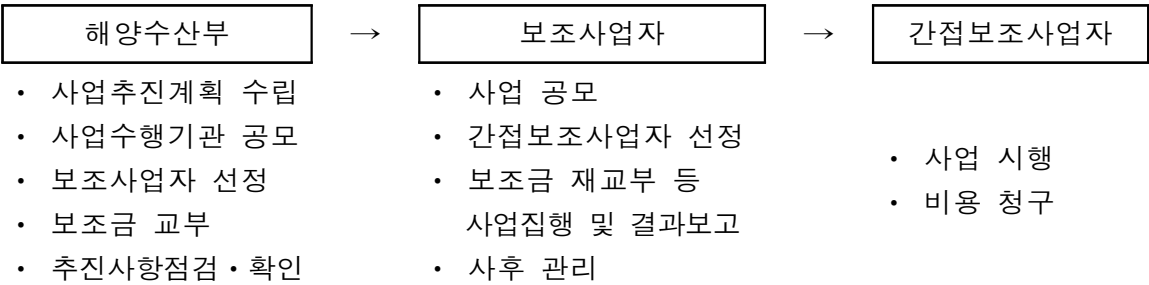 해양수산부 → 보조사업자 → 간접보조사업자
• 사업추진계획 수립
• 사업수행기관 공모
• 보조사업자 선정
• 보조금 교부
• 추진사항점검・확인
• 사업 공모
• 간접보조사업자 선정
• 보조금 재교부 등
사업집행 및 결과보고
• 사후 관리
• 사업 시행
• 비용 청구